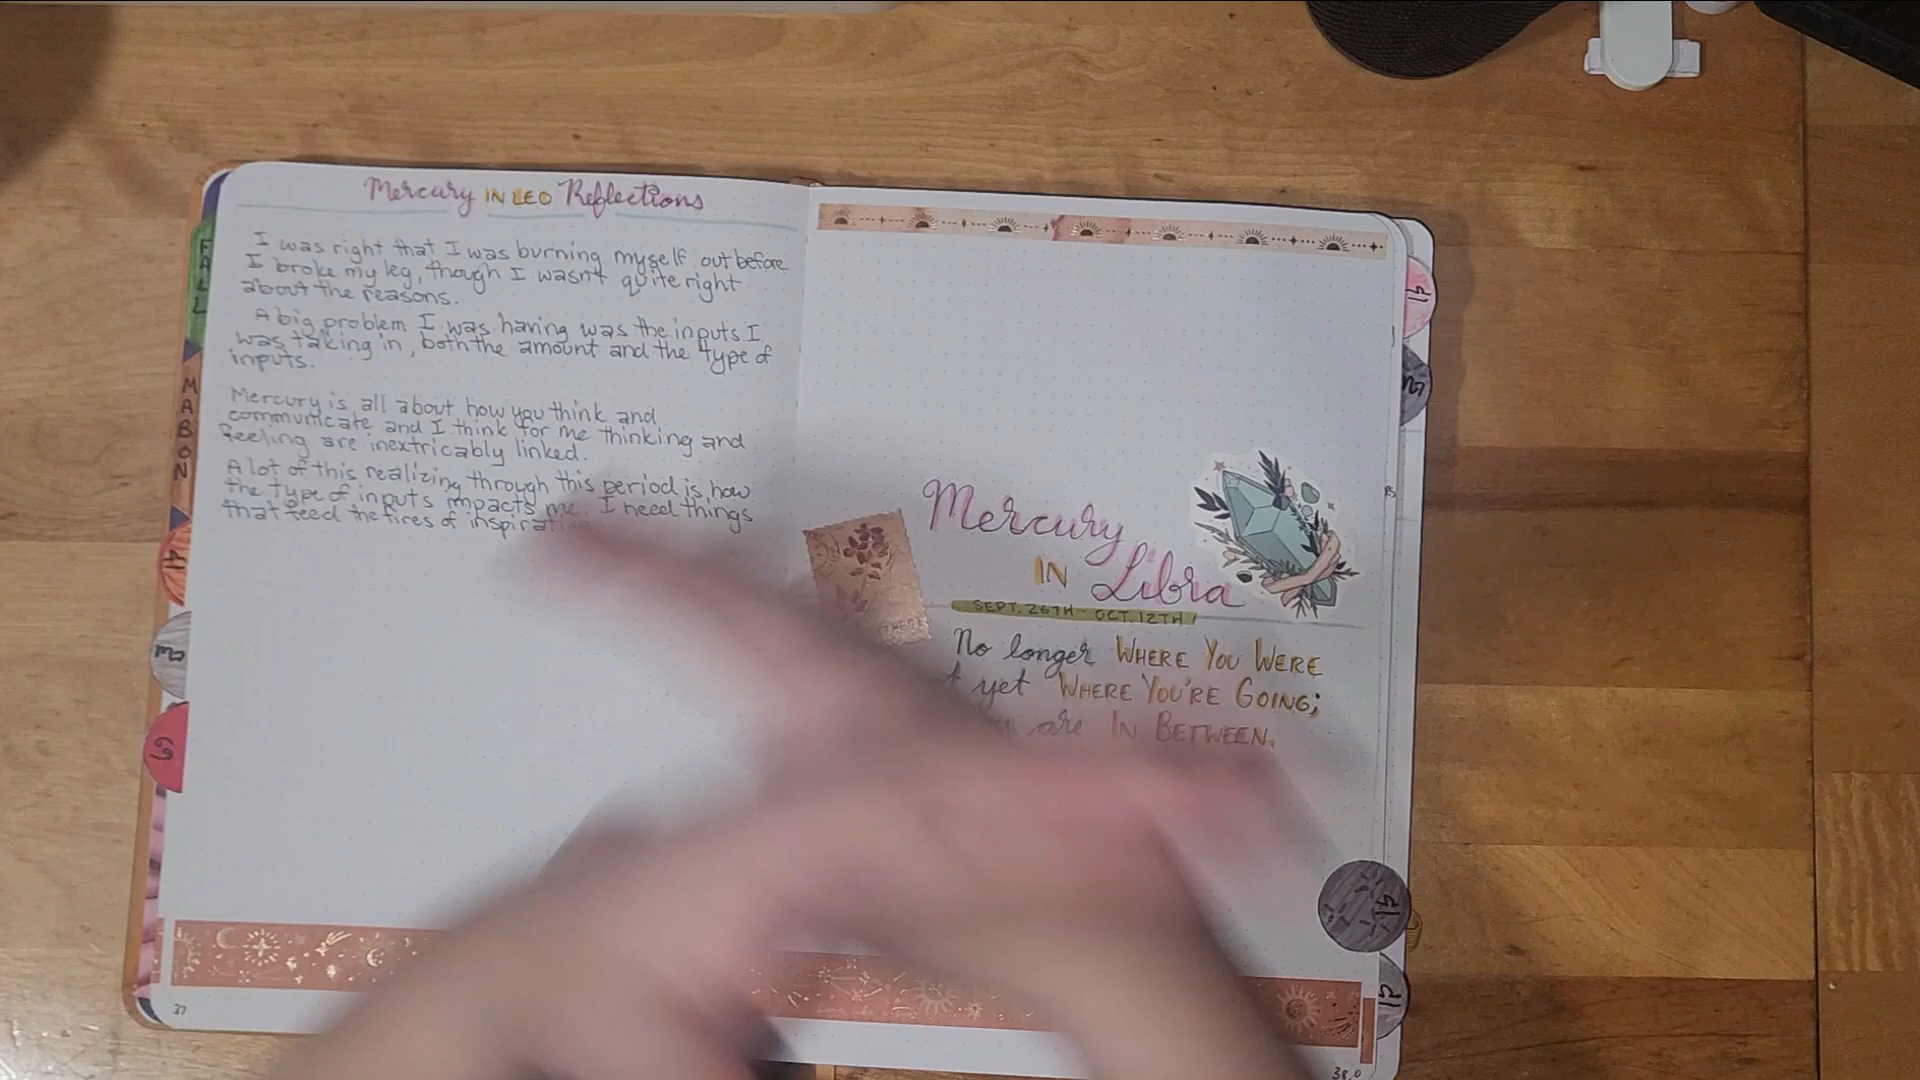 Mercury IN LEO Reflections
I was right that I was burning myself out before
I broke my leg, though I wasn't quite right
about the reasons.
A big problem I was having was the inputs I
was taking in, both the amount and the type of
inputs.
Mercury is all about how you think and
communicate and I think for me thinking and
feeling are inextricably linked.
A lot of this realizing through this period is how
the type of inputs impacts me. I need things
that feed the fires of
37
FALL
MABON
Mercury
IN Libra
SEPT. 26TH - OCT. 12TH
No longer WHERE YOU WERE
yet WHERE YOU'RE GOING;
are IN BETWEEN.
38